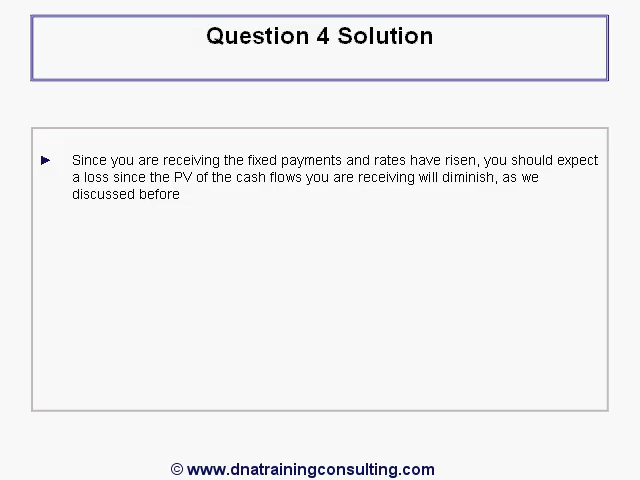 Question 4 Solution
Since you are receiving the fixed payments and rates have risen, you should expect
a loss since the PV of the cash flows you are receiving will diminish, as we
discussed before
© www.dnatrainingconsulting.com